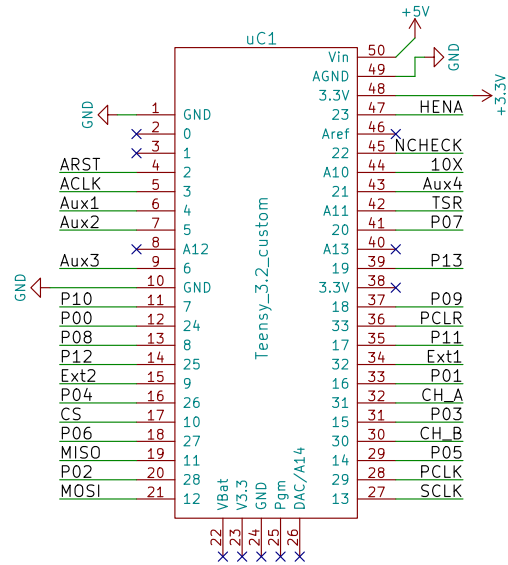 +5V
uC1
50 Vin
49 AGND GND
48 3.3V +3.3V
GND 1 GND
47 23 HENA
2 0
46 Aref
3 1
45 22 NCHECK
ARST 4 2
44 A10 10X
ACLK 5 3
43 21 Aux4
Aux1 6 4
42 A11 TSR
Aux2 7 5
41 20 P07
8 A12
40 A13
Aux3 9 6
39 19 P13
GND 10 GND
38 3.3V
P10 11 7
37 18 P09
P00 12 24
36 33 PCLR
P08 13 8
35 17 P11
P12 14 25
34 32 Ext1
Ext2 15 9
33 16 P01
P04 16 26
32 31 CH_A
CS 17 10
31 15 P03
P06 18 27
30 30 CH_B
MISO 19 11
29 14 P05
P02 20 28
28 29 PCLK
MOSI 21 12
27 13 SCLK
Teensy_3.2_custom
VBat 22
V3.3 23
GND 24
Pgm 25
DAC/A14 26